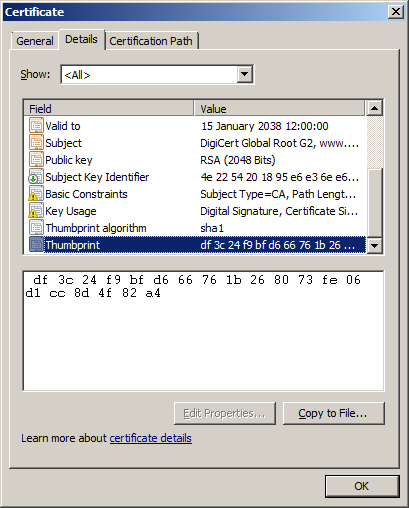 Certificate
General Details Certification Path
Show: <All>
Field Value
Valid to 15 January 2038 12:00:00
Subject DigiCert Global Root G2, www....
Public key RSA (2048 Bits)
Subject Key Identifier 4e 22 54 20 18 95 e6 e3 6e e6...
Basic Constraints Subject Type=CA, Path Lengt...
Key Usage Digital Signature, Certificate Si...
Thumbprint algorithm sha1
Thumbprint df 3c 24 f9 bf d6 66 76 1b 26 ...
df 3c 24 f9 bf d6 66 76 1b 26 80 73 fe 06
d1 cc 8d 4f 82 a4
Edit Properties... Copy to File...
Learn more about certificate details
OK